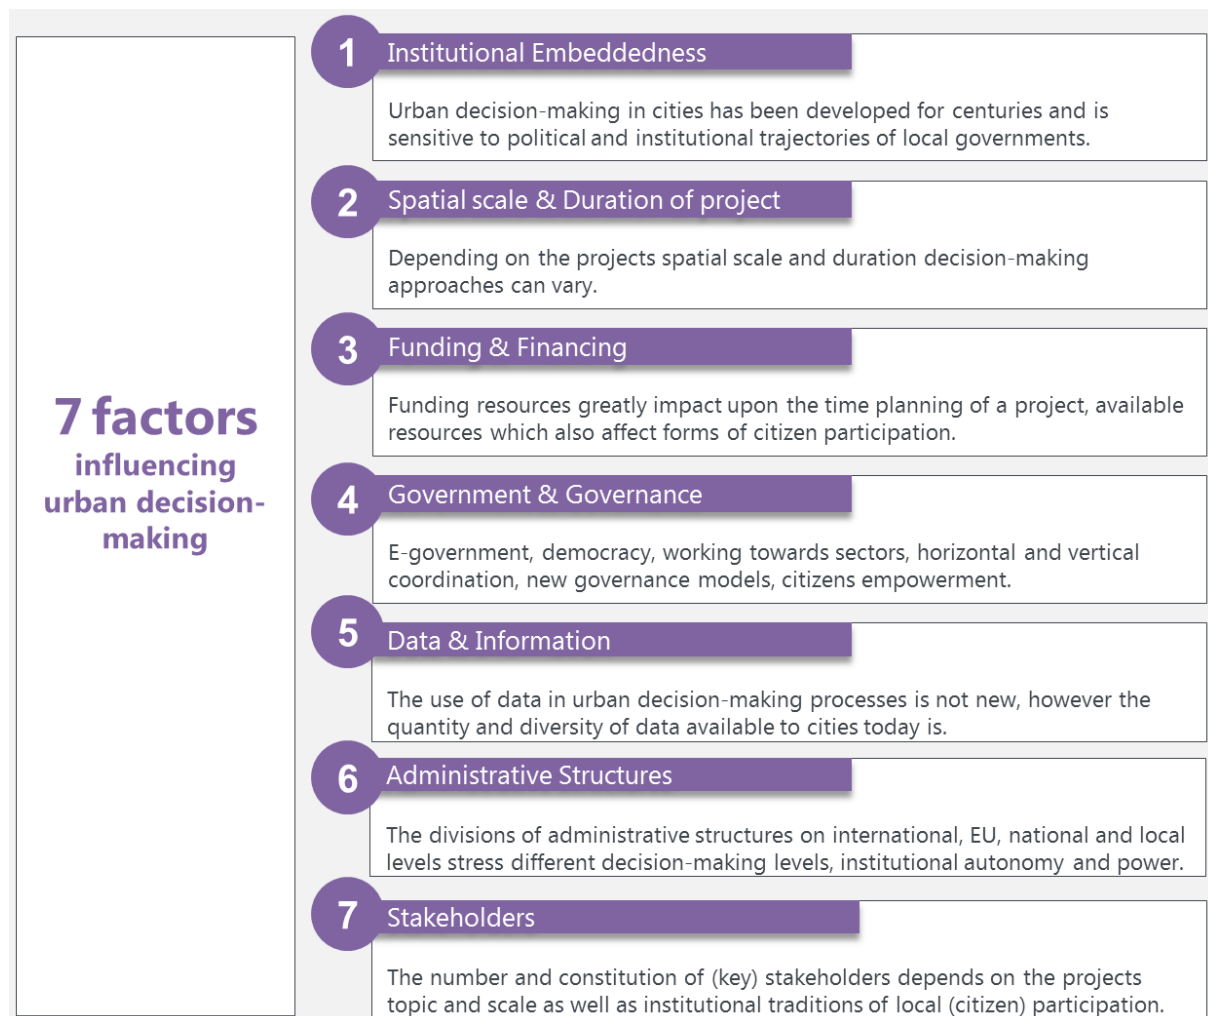 7 factors
influencing
urban decision-
making
1
Institutional Embeddedness
Urban decision-making in cities has been developed for centuries and is
sensitive to political and institutional trajectories of local governments.
2
Spatial scale & Duration of project
Depending on the projects spatial scale and duration decision-making
approaches can vary.
3
Funding & Financing
Funding resources greatly impact upon the time planning of a project, available
resources which also affect forms of citizen participation.
4
Government & Governance
E-government, democracy, working towards sectors, horizontal and vertical
coordination, new governance models, citizens empowerment.
5
Data & Information
The use of data in urban decision-making processes is not new, however the
quantity and diversity of data available to cities today is.
6
Administrative Structures
The divisions of administrative structures on international, EU, national and local
levels stress different decision-making levels, institutional autonomy and power.
7
Stakeholders
The number and constitution of (key) stakeholders depends on the projects
topic and scale as well as institutional traditions of local (citizen) participation.